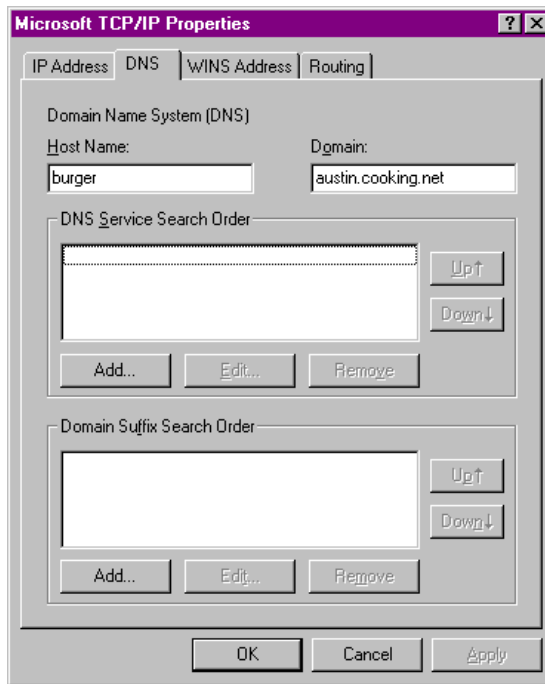 Microsoft TCP/IP Properties ? X
IP Address DNS WINS Address Routing
Domain Name System (DNS)
Host Name: Domain:
burger austin.cooking.net
DNS Service Search Order
Up↑
Down↓
Add... Edit... Remove
Domain Suffix Search Order
Up↑
Down↓
Add... Edit... Remove
OK Cancel Apply